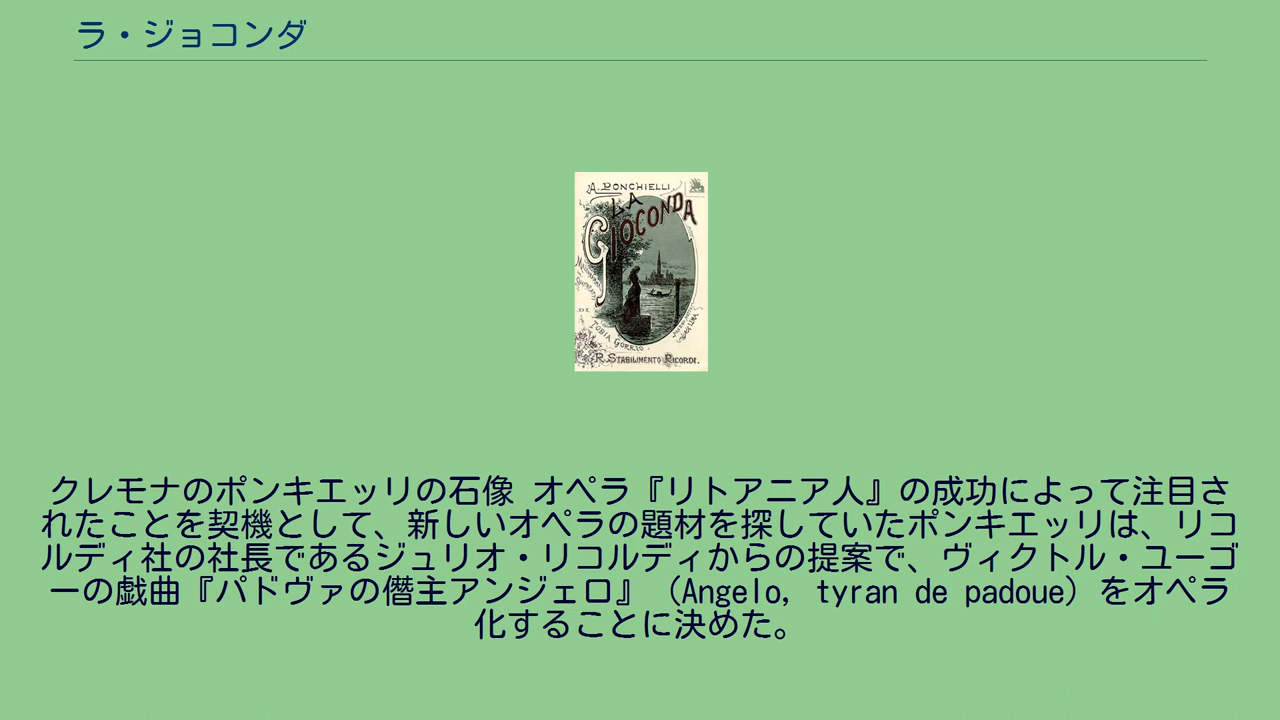 ラ・ジョコンダ
A. PONCHIELLI.
LA
GIOCONDA
DI
TOBIA GORRIO.
R. STABILIMENTO RICORDI.
クレモナのポンキエッリの石像 オペラ『リトアニア人』の成功によって注目さ
れたことを契機として、新しいオペラの題材を探していたポンキエッリは、リコ
ルディ社の社長であるジュリオ・リコルディからの提案で、ヴィクトル・ユーゴ
ーの戯曲『パドヴァの僭主アンジェロ』（Angelo, tyran de padoue）をオペラ
化することに決めた。